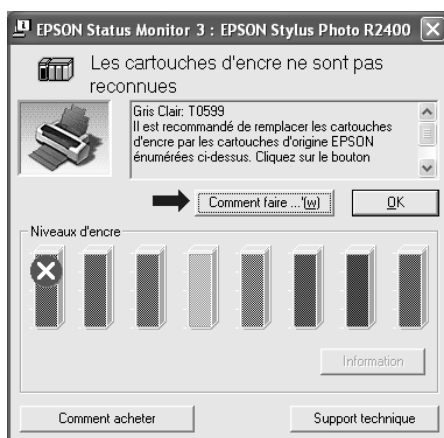 EPSON Status Monitor 3 : EPSON Stylus Photo R2400
Les cartouches d'encre ne sont pas
reconnues
Gris Clair: T0599
Il est recommandé de remplacer les cartouches
d'encre par les cartouches d'origine EPSON
énumérées ci-dessus. Cliquez sur le bouton
Comment faire ...'(w)
OK
Niveaux d'encre
Information
Comment acheter
Support technique